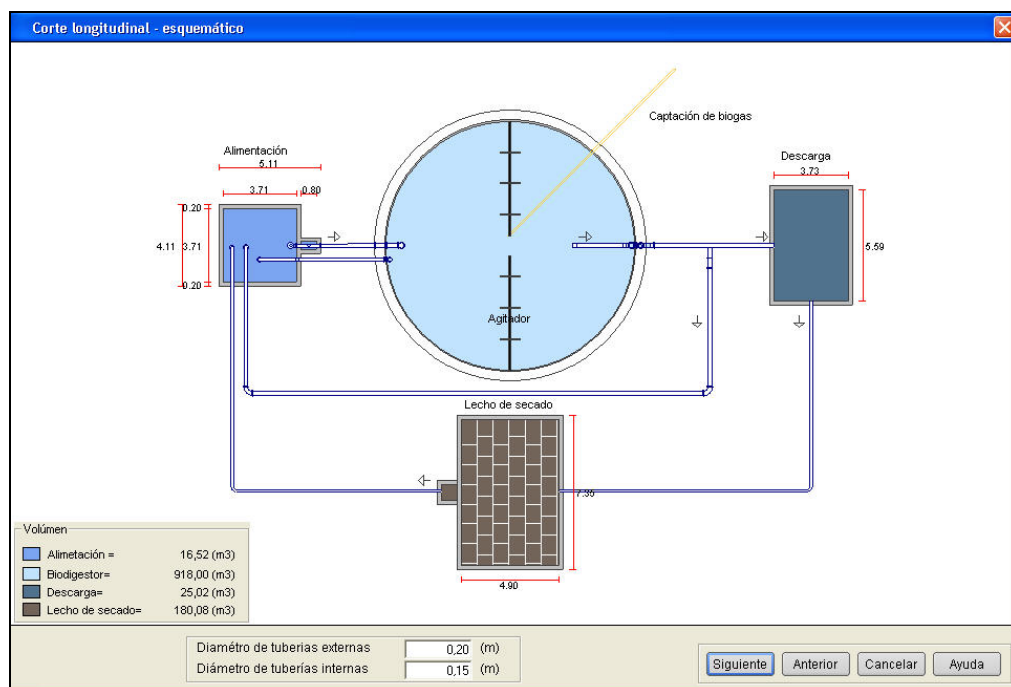 Corte longitudinal - esquemático
Captación de biogas
Alimentación
5.11
Descarga
3.73
3.71
0.80
0.20
4.11
3.71
0.20
5.59
Agitador
Lecho de secado
7.35
4.90
Volúmen
Alimetación = 16,52 (m3)
Biodigestor= 918,00 (m3)
Descarga= 25,02 (m3)
Lecho de secado= 180,08 (m3)
Diamétro de tuberias externas 0,20 (m)
Diámetro de tuberías internas 0,15 (m)
Siguiente
Anterior
Cancelar
Ayuda